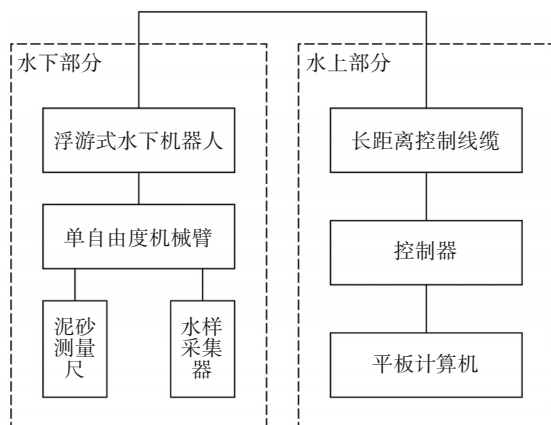 水下部分
浮游式水下机器人
单自由度机械臂
泥砂
测量
尺
水样
采集
器
水上部分
长距离控制线缆
控制器
平板计算机